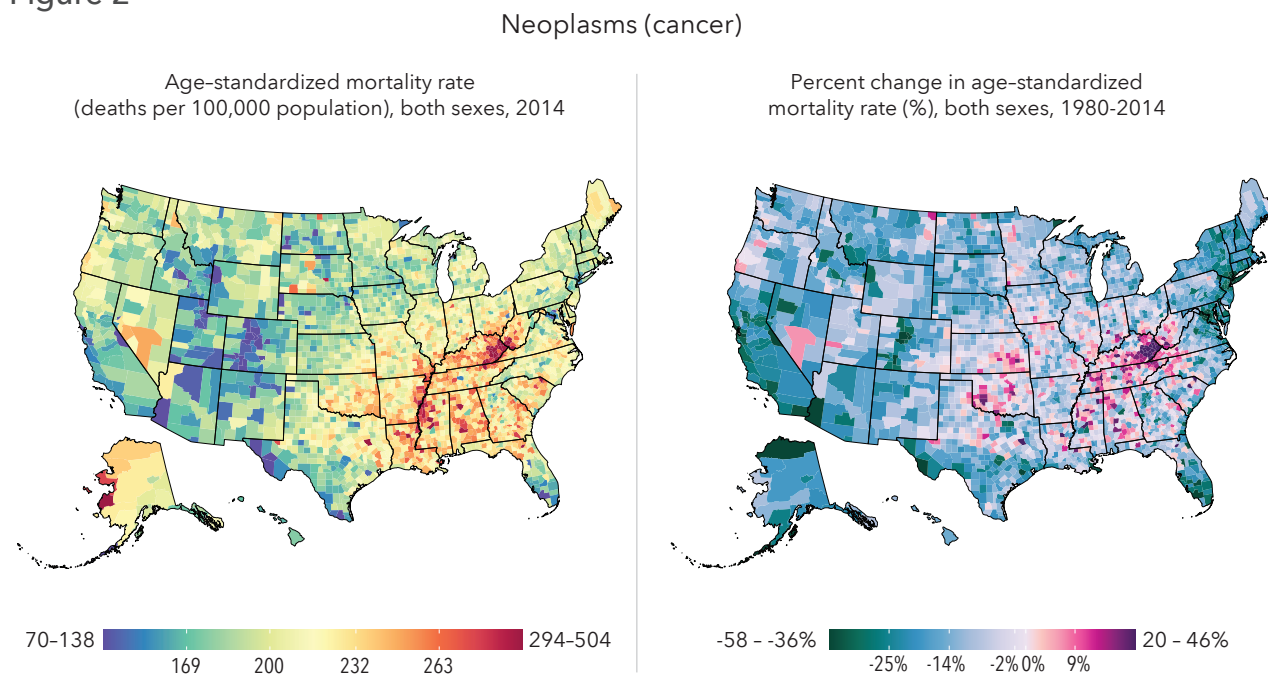 Figure 2
Neoplasms (cancer)
Age-standardized mortality rate
(deaths per 100,000 population), both sexes, 2014
Percent change in age-standardized
mortality rate (%), both sexes, 1980-2014
70–138
294–504
169
200
232
263
-58 – -36%
20 – 46%
-25%
-14%
-2%
0%
9%